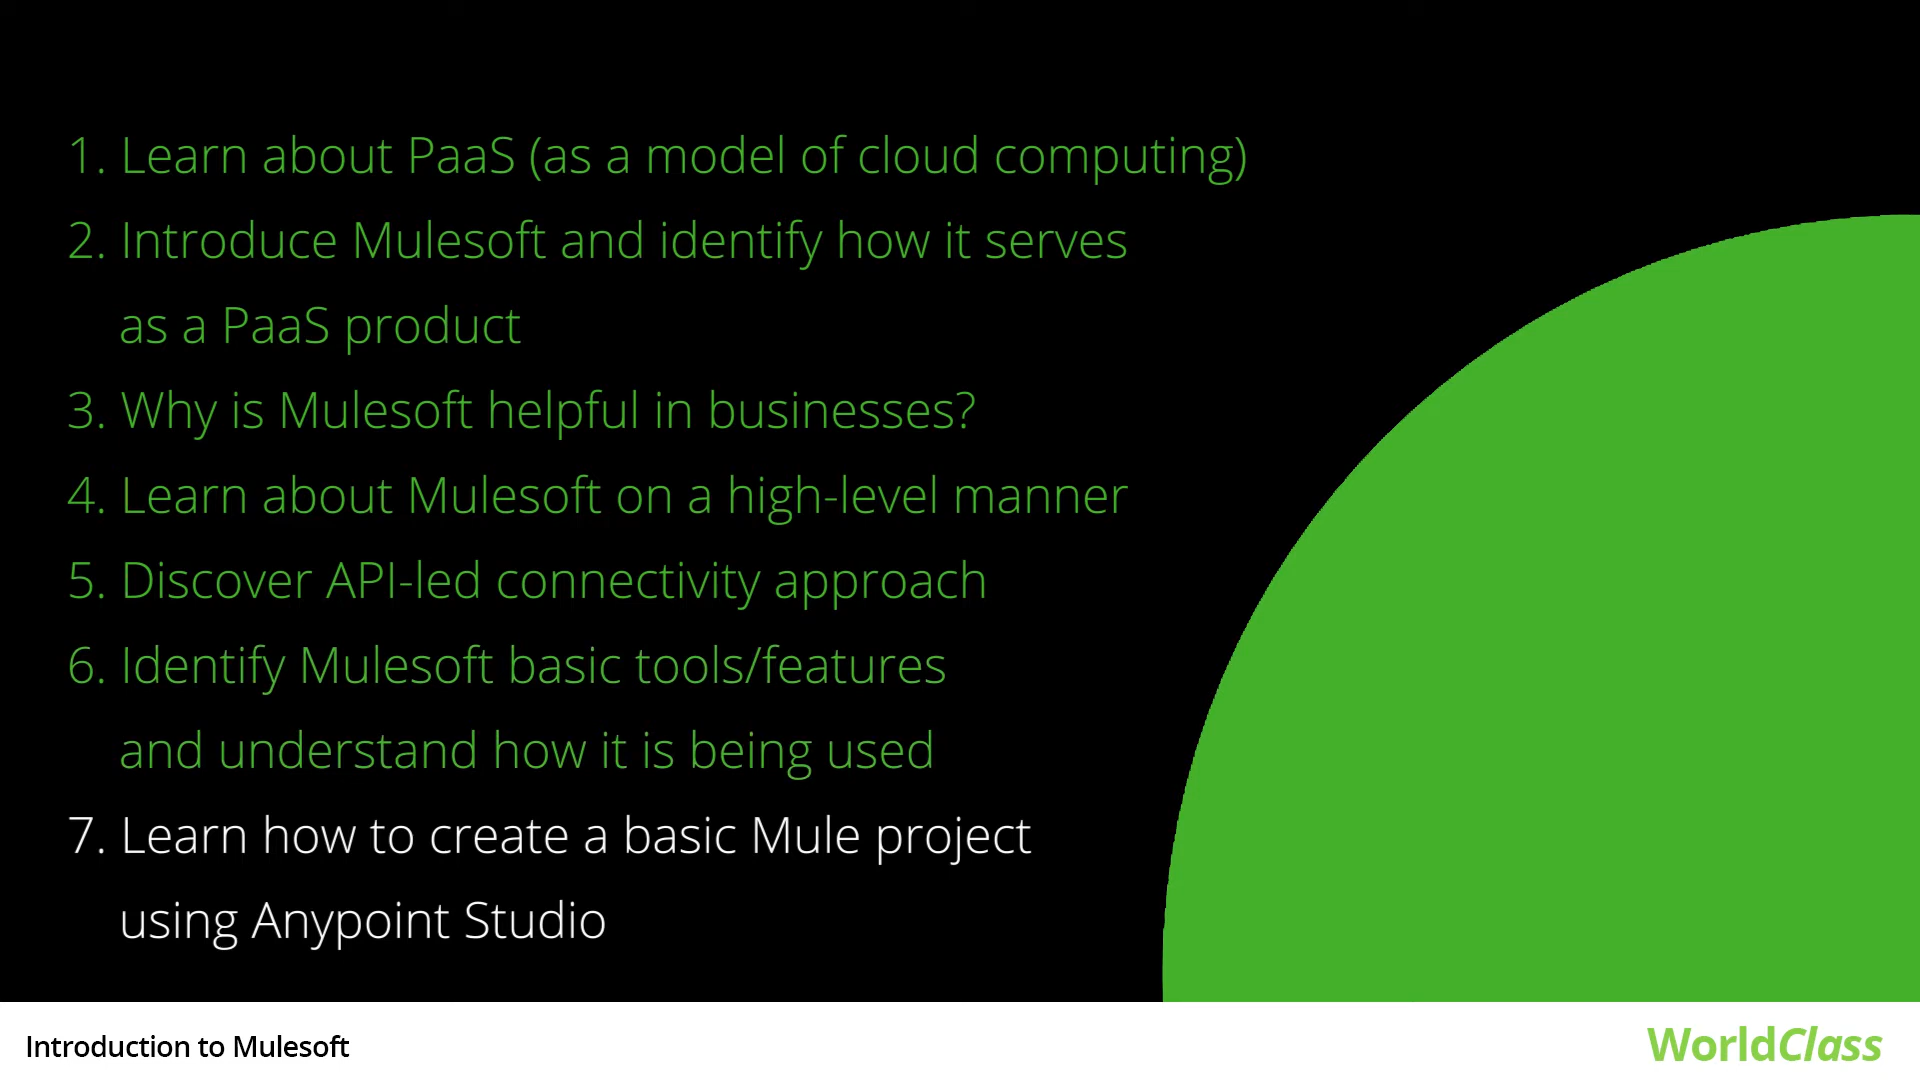 1. Learn about PaaS (as a model of cloud computing)
2. Introduce Mulesoft and identify how it serves
as a PaaS product
3. Why is Mulesoft helpful in businesses?
4. Learn about Mulesoft on a high-level manner
5. Discover API-led connectivity approach
6. Identify Mulesoft basic tools/features
and understand how it is being used
7. Learn how to create a basic Mule project
using Anypoint Studio
Introduction to Mulesoft
WorldClass